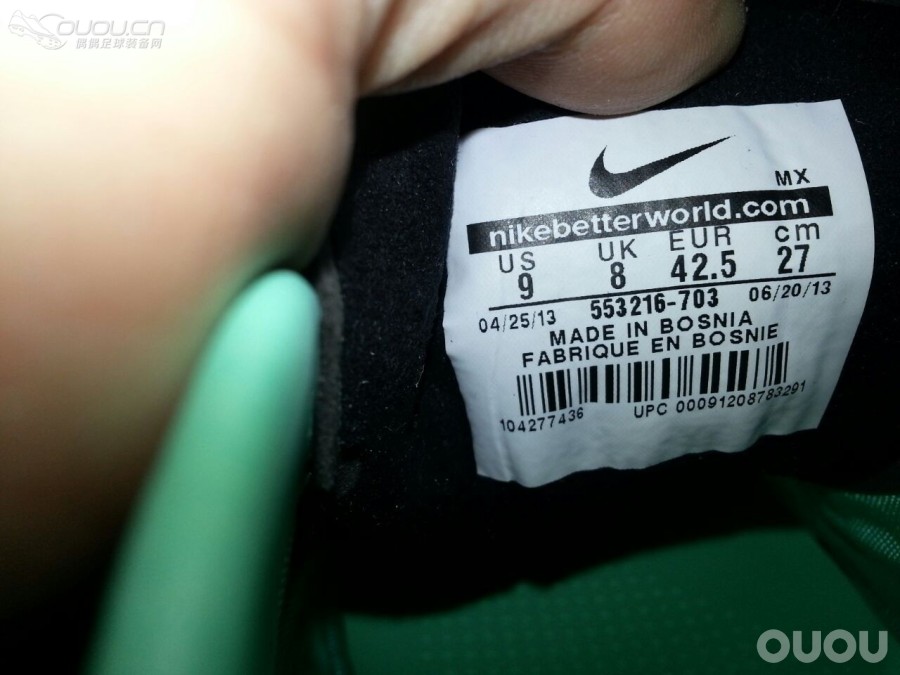 OUOU.CN
偶偶足球装备网
MX
nikebetterworld.com
US UK EUR cm
9 8 42.5 27
04/25/13 553216-703 06/20/13
MADE IN BOSNIA
FABRIQUE EN BOSNIE
104277436 UPC 00091208783291
OUOU